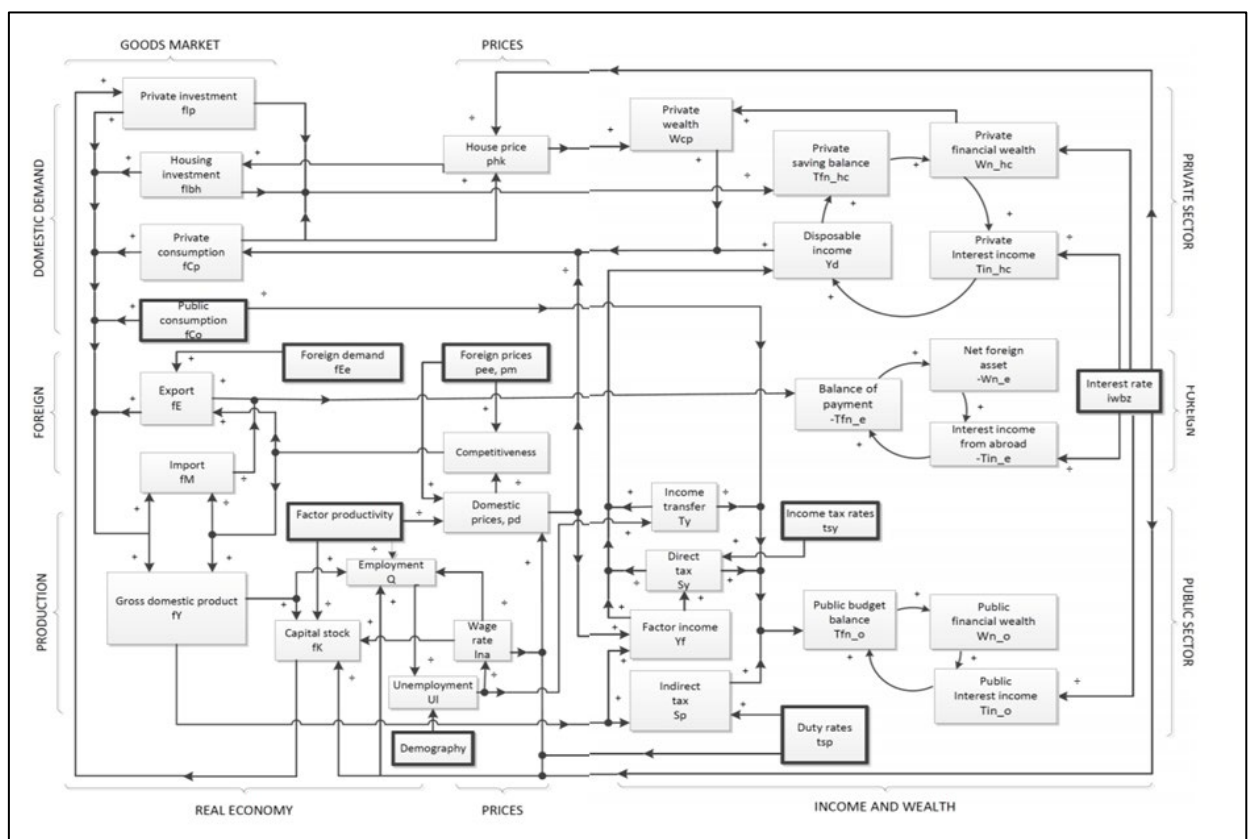 GOODS MARKET
PRICES
Private investment
fIp
Housing
investment
fIbh
Private
consumption
fCp
Public
consumption
fCo
House price
phk
Private
wealth
Wcp
Private
saving balance
Tfn_hc
Private
financial wealth
Wn_hc
Disposable
income
Yd
Private
Interest income
Tin_hc
DOMESTIC DEMAND
PRIVATE SECTOR
Foreign demand
fEe
Foreign prices
pee, pm
Export
fE
Import
fM
Competitiveness
Domestic
prices, pd
Balance of
payment
-Tfn_e
Net foreign
asset
-Wn_e
Interest income
from abroad
-Tin_e
Interest rate
iwbz
FOREIGN
FOREIGN
Factor productivity
Gross domestic product
fY
Employment
Q
Capital stock
fK
Wage
rate
lna
Unemployment
Ul
Demography
PRODUCTION
Income
transfer
Ty
Income tax rates
tsy
Direct
tax
Sy
Factor income
Yf
Indirect
tax
Sp
Duty rates
tsp
Public budget
balance
Tfn_o
Public
financial wealth
Wn_o
Public
Interest income
Tin_o
PUBLIC SECTOR
REAL ECONOMY
PRICES
INCOME AND WEALTH